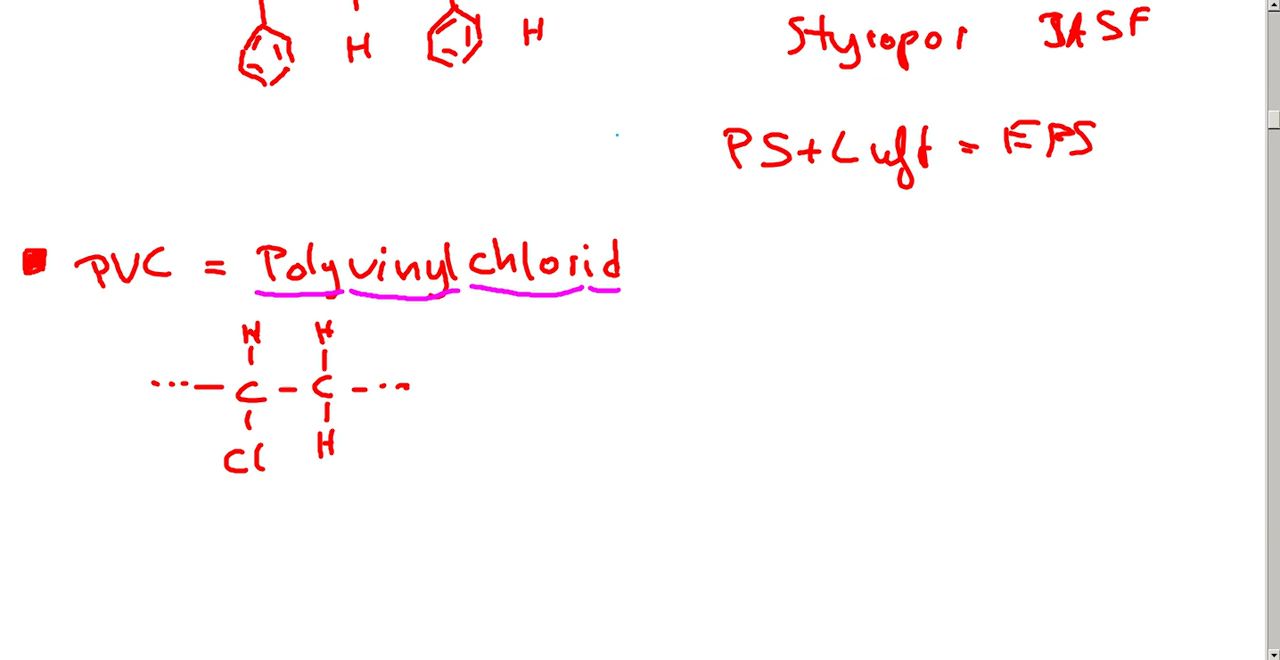 H H
Styropor BASF
PS+Luft = EPS
PVC = Polyvinylchlorid
H H
...— C - C - ...
Cl H